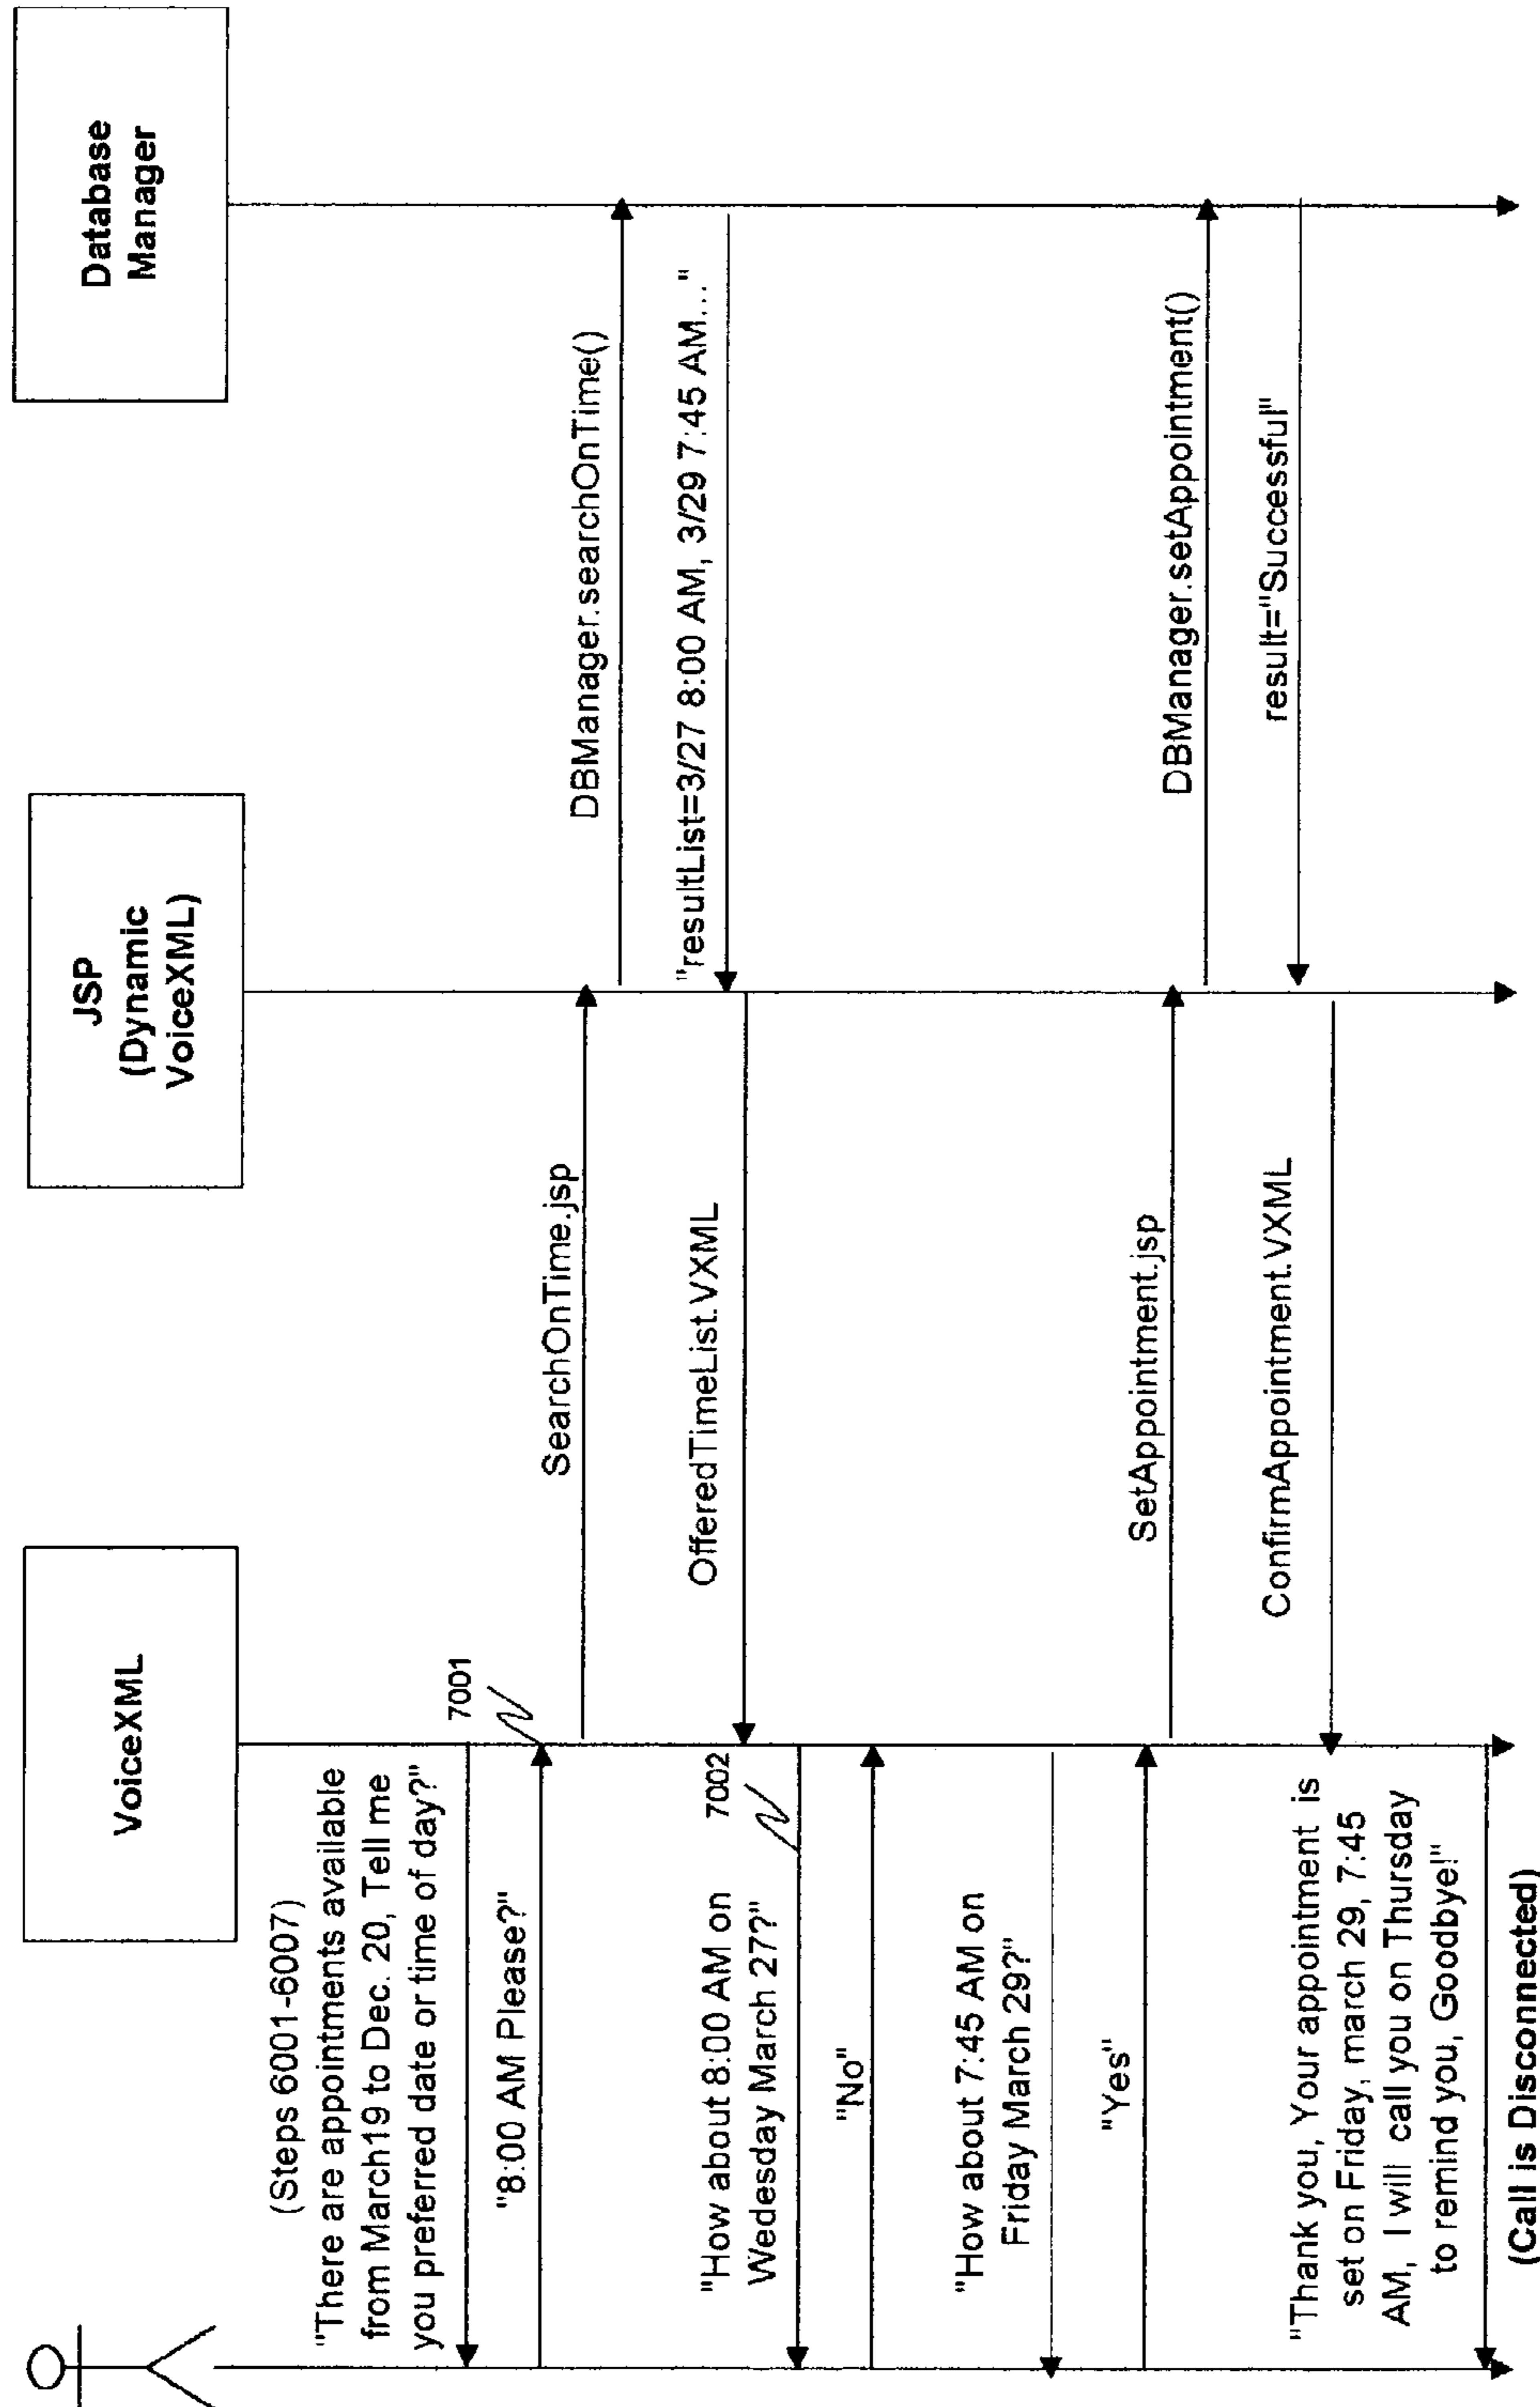 VoiceXML
JSP
(Dynamic
VoiceXML)
Database
Manager
(Steps 6001-6007)
"There are appointments available
from March19 to Dec. 20, Tell me
you preferred date or time of day?"
7001
"8:00 AM Please?"
SearchOnTime.jsp
DBManager.searchOnTime()
"resultList=3/27 8:00 AM, 3/29 7:45 AM..."
OfferedTimeList.VXML
7002
"How about 8:00 AM on
Wedesday March 27?"
"No"
"How about 7:45 AM on
Friday March 29?"
"Yes"
SetAppointment.jsp
DBManager.setAppointment()
result="Successful"
ConfirmAppointment.VXML
"Thank you, Your appointment is
set on Friday, march 29, 7:45
AM, I will call you on Thursday
to remind you, Goodbye!"
(Call is Disconnected)